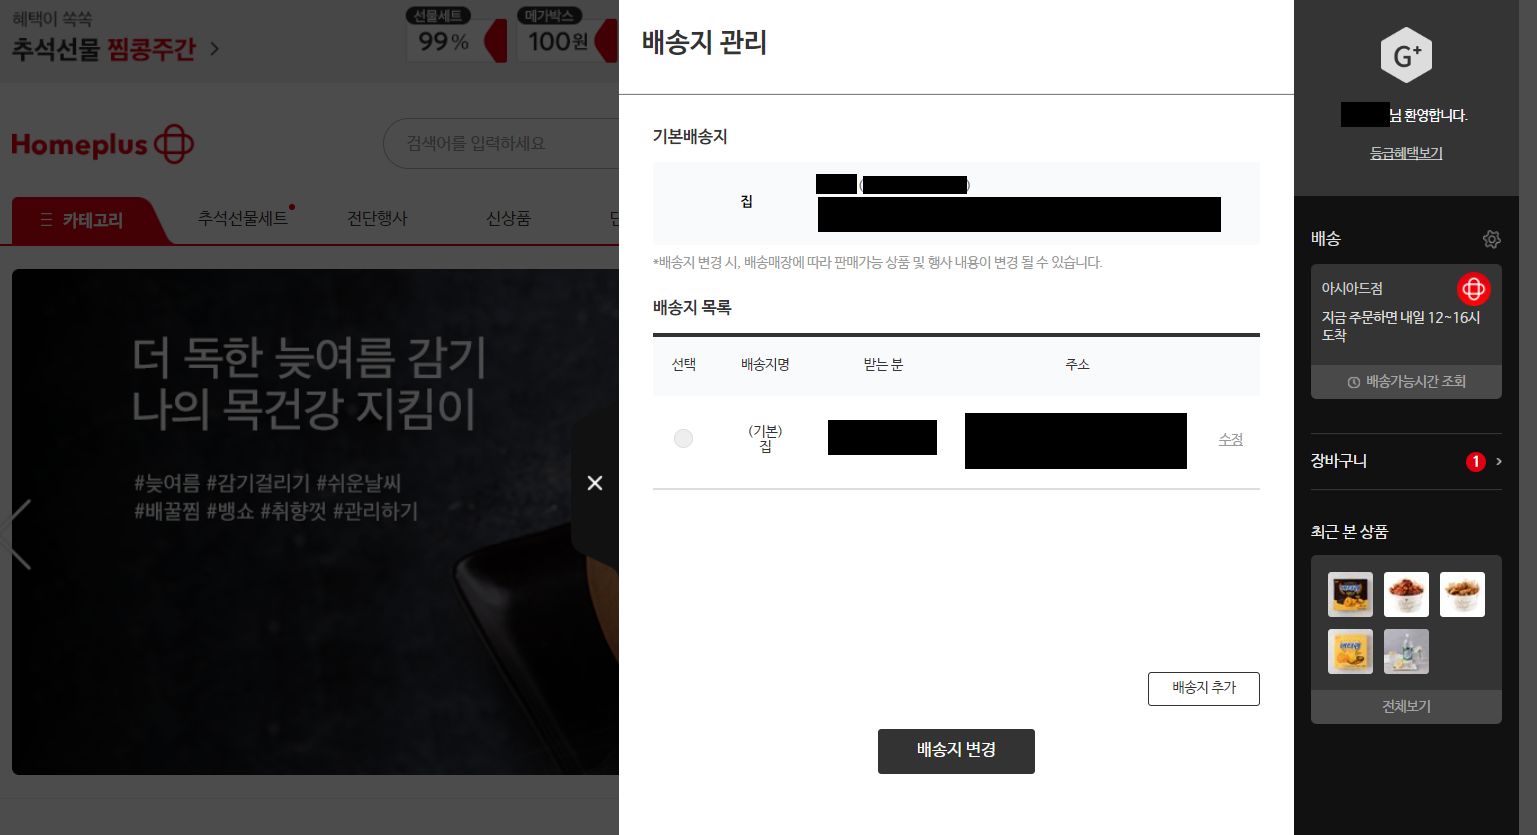 혜택이 쏙쏙
추석선물 찜콩주간
선물세트
99%
메가박스
100원
Homeplus
검색어를 입력하세요
카테고리
추석선물세트
전단행사
신상품
더 독한 늦여름 감기
나의 목건강 지킴이
#늦여름 #감기걸리기 #쉬운날씨
#배꿀찜 #뱅쇼 #취향껏 #관리하기
배송지 관리
기본배송지
집
( )
*배송지 변경 시, 배송매장에 따라 판매가능 상품 및 행사 내용이 변경 될 수 있습니다.
배송지 목록
선택 배송지명 받는 분 주소
(기본)
집
수정
배송지 추가
배송지 변경
G+
님 환영합니다.
등급혜택보기
배송
아시아드점
지금 주문하면 내일 12~16시
도착
배송가능시간 조회
장바구니 1
최근 본 상품
전체보기